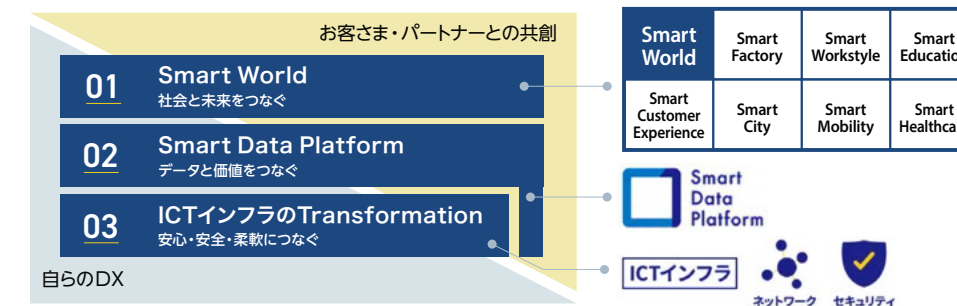 お客さま・パートナーとの共創
01
Smart World
社会と未来をつなぐ
02
Smart Data Platform
データと価値をつなぐ
03
ICTインフラのTransformation
安心・安全・柔軟につなぐ
自らのDX
Smart
World
Smart
Factory
Smart
Workstyle
Smart
Educatio
Smart
Customer
Experience
Smart
City
Smart
Mobility
Smart
Healthca
Smart
Data
Platform
ICTインフラ
ネットワーク
セキュリティ